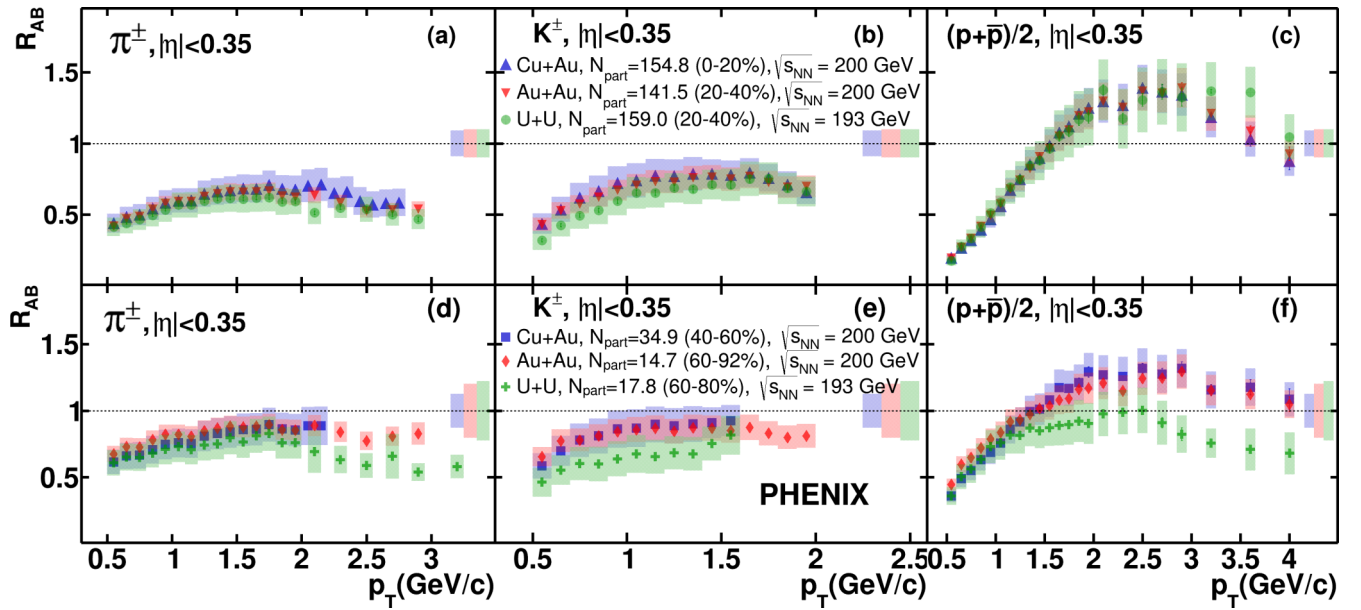 R_AB
π±, |η|<0.35 (a)
K±, |η|<0.35 (b)
(p+p̄)/2, |η|<0.35 (c)
Cu+Au, N_part=154.8 (0-20%), √s_NN = 200 GeV
Au+Au, N_part=141.5 (20-40%), √s_NN = 200 GeV
U+U, N_part=159.0 (20-40%), √s_NN = 193 GeV
1.5
1
0.5
R_AB
π±, |η|<0.35 (d)
K±, |η|<0.35 (e)
(p+p̄)/2, |η|<0.35 (f)
Cu+Au, N_part=34.9 (40-60%), √s_NN = 200 GeV
Au+Au, N_part=14.7 (60-92%), √s_NN = 200 GeV
U+U, N_part=17.8 (60-80%), √s_NN = 193 GeV
1.5
1
0.5
PHENIX
0.5 1 1.5 2 2.5 3
0.5 1 1.5 2 2.5
0.5 1 1.5 2 2.5 3 3.5 4
p_T(GeV/c)
p_T(GeV/c)
p_T(GeV/c)